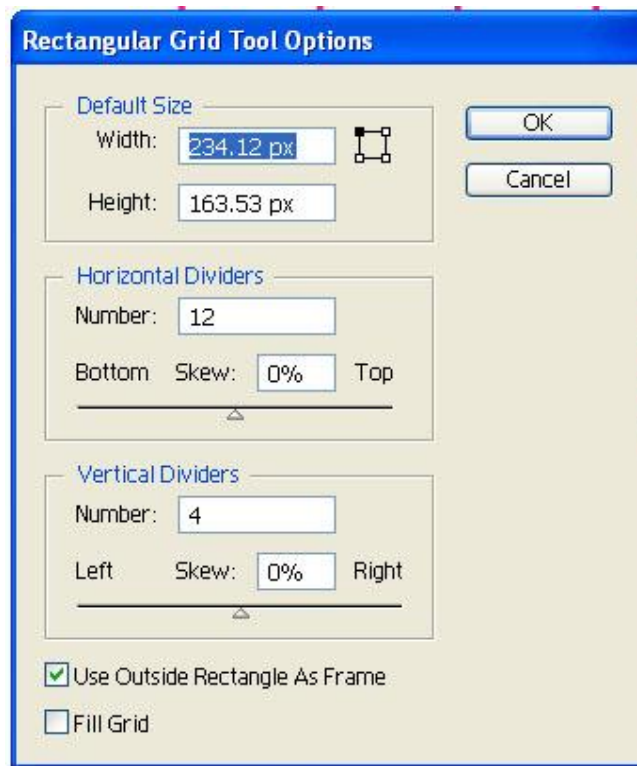 Rectangular Grid Tool Options
Default Size
Width: 234.12 px
Height: 163.53 px
OK
Cancel
Horizontal Dividers
Number: 12
Bottom Skew: 0% Top
Vertical Dividers
Number: 4
Left Skew: 0% Right
Use Outside Rectangle As Frame
Fill Grid